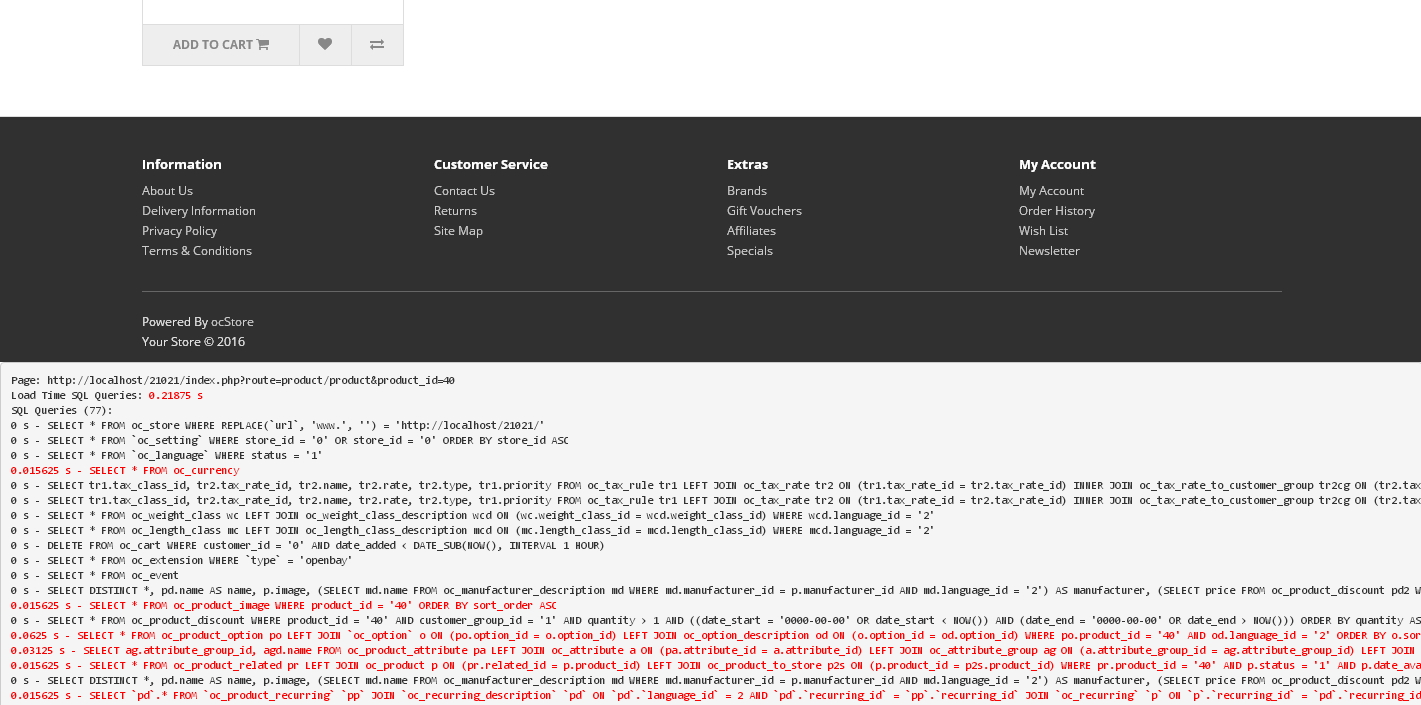 ADD TO CART
Information
About Us
Delivery Information
Privacy Policy
Terms & Conditions
Customer Service
Contact Us
Returns
Site Map
Extras
Brands
Gift Vouchers
Affiliates
Specials
My Account
My Account
Order History
Wish List
Newsletter
Powered By ocStore
Your Store © 2016
Page: http://localhost/21021/index.php?route=product/product&product_id=40
Load Time SQL Queries: 0.21875 s
SQL Queries (77):
0 s - SELECT * FROM oc_store WHERE REPLACE(`url`, 'www.', '') = 'http://localhost/21021/'
0 s - SELECT * FROM `oc_setting` WHERE store_id = '0' OR store_id = '0' ORDER BY store_id ASC
0 s - SELECT * FROM `oc_language` WHERE status = '1'
0.015625 s - SELECT * FROM oc_currency
0 s - SELECT tr1.tax_class_id, tr2.tax_rate_id, tr2.name, tr2.rate, tr2.type, tr1.priority FROM oc_tax_rule tr1 LEFT JOIN oc_tax_rate tr2 ON (tr1.tax_rate_id = tr2.tax_rate_id) INNER JOIN oc_tax_rate_to_customer_group tr2cg ON (tr2.tax
0 s - SELECT tr1.tax_class_id, tr2.tax_rate_id, tr2.name, tr2.rate, tr2.type, tr1.priority FROM oc_tax_rule tr1 LEFT JOIN oc_tax_rate tr2 ON (tr1.tax_rate_id = tr2.tax_rate_id) INNER JOIN oc_tax_rate_to_customer_group tr2cg ON (tr2.tax
0 s - SELECT * FROM oc_weight_class wc LEFT JOIN oc_weight_class_description wcd ON (wc.weight_class_id = wcd.weight_class_id) WHERE wcd.language_id = '2'
0 s - SELECT * FROM oc_length_class mc LEFT JOIN oc_length_class_description mcd ON (mc.length_class_id = mcd.length_class_id) WHERE mcd.language_id = '2'
0 s - DELETE FROM oc_cart WHERE customer_id = '0' AND date_added < DATE_SUB(NOW(), INTERVAL 1 HOUR)
0 s - SELECT * FROM oc_extension WHERE `type` = 'openbay'
0 s - SELECT * FROM oc_event
0 s - SELECT DISTINCT *, pd.name AS name, p.image, (SELECT md.name FROM oc_manufacturer_description md WHERE md.manufacturer_id = p.manufacturer_id AND md.language_id = '2') AS manufacturer, (SELECT price FROM oc_product_discount pd2 W
0.015625 s - SELECT * FROM oc_product_image WHERE product_id = '40' ORDER BY sort_order ASC
0 s - SELECT * FROM oc_product_discount WHERE product_id = '40' AND customer_group_id = '1' AND quantity > 1 AND ((date_start = '0000-00-00' OR date_start < NOW()) AND (date_end = '0000-00-00' OR date_end > NOW())) ORDER BY quantity AS
0.0625 s - SELECT * FROM oc_product_option po LEFT JOIN `oc_option` o ON (po.option_id = o.option_id) LEFT JOIN oc_option_description od ON (o.option_id = od.option_id) WHERE po.product_id = '40' AND od.language_id = '2' ORDER BY o.sor
0.03125 s - SELECT ag.attribute_group_id, agd.name FROM oc_product_attribute pa LEFT JOIN oc_attribute a ON (pa.attribute_id = a.attribute_id) LEFT JOIN oc_attribute_group ag ON (a.attribute_group_id = ag.attribute_group_id) LEFT JOIN
0.015625 s - SELECT * FROM oc_product_related pr LEFT JOIN oc_product p ON (pr.related_id = p.product_id) LEFT JOIN oc_product_to_store p2s ON (p.product_id = p2s.product_id) WHERE pr.product_id = '40' AND p.status = '1' AND p.date_ava
0 s - SELECT DISTINCT *, pd.name AS name, p.image, (SELECT md.name FROM oc_manufacturer_description md WHERE md.manufacturer_id = p.manufacturer_id AND md.language_id = '2') AS manufacturer, (SELECT price FROM oc_product_discount pd2 W
0.015625 s - SELECT `pd`.* FROM `oc_product_recurring` `pp` JOIN `oc_recurring_description` `pd` ON `pd`.`language_id` = 2 AND `pd`.`recurring_id` = `pp`.`recurring_id` JOIN `oc_recurring` `p` ON `p`.`recurring_id` = `pd`.`recurring_id